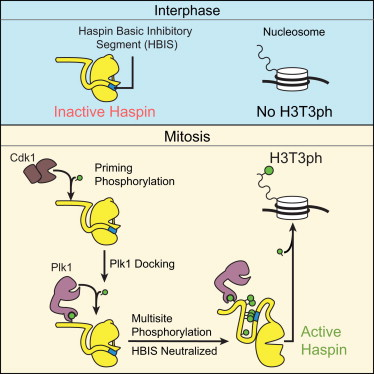 Interphase
Haspin Basic Inhibitory
Segment (HBIS)
Nucleosome
Inactive Haspin
No H3T3ph
Mitosis
Cdk1
Priming
Phosphorylation
H3T3ph
Plk1 Docking
Plk1
Multisite
Phosphorylation
HBIS Neutralized
Active
Haspin